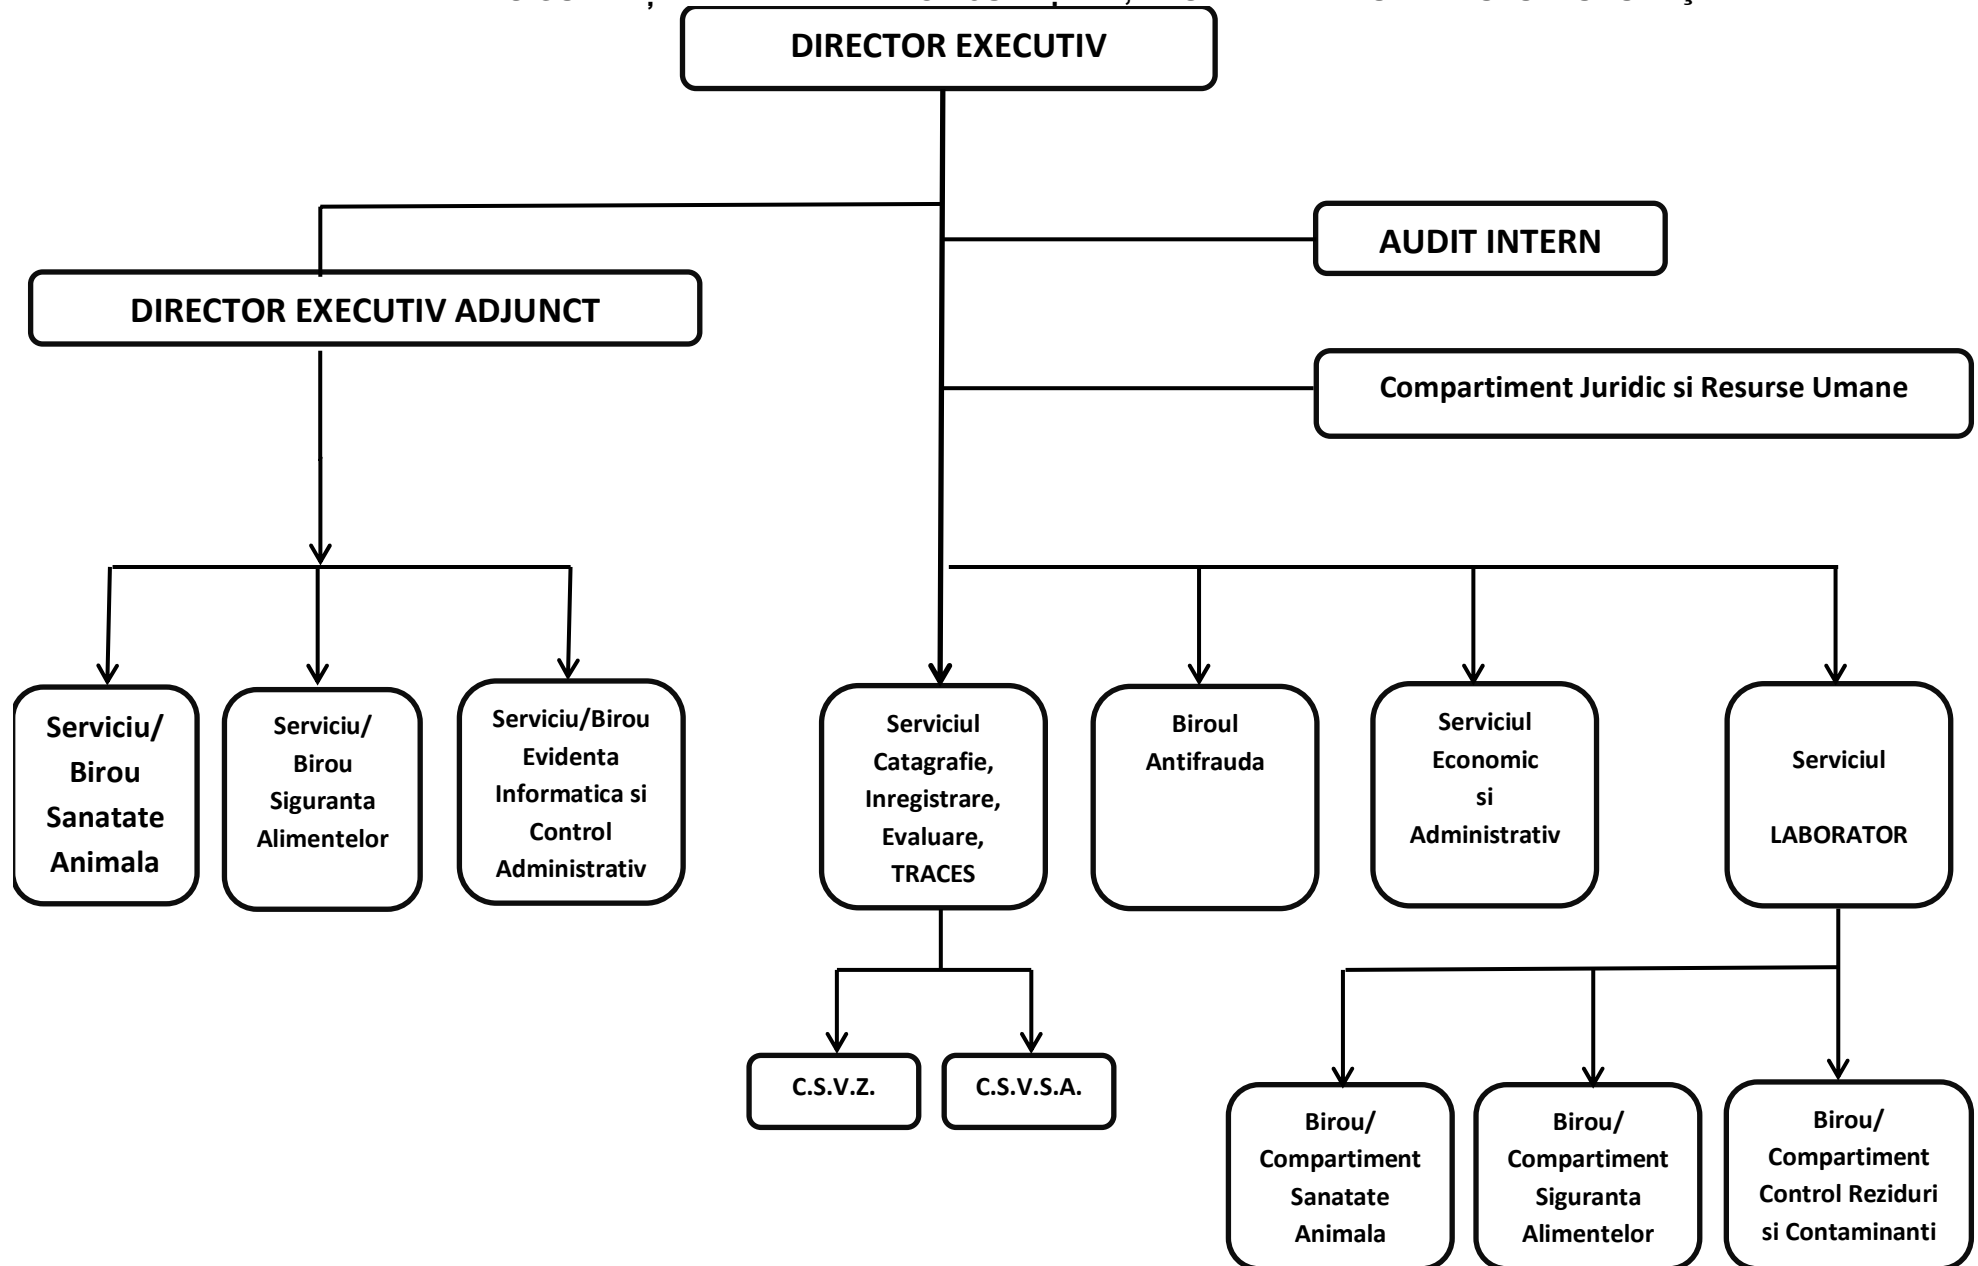 DIRECTOR EXECUTIV
AUDIT INTERN
DIRECTOR EXECUTIV ADJUNCT
Compartiment Juridic si Resurse Umane
Serviciu/
Birou
Sanatate
Animala
Serviciu/
Birou
Siguranta
Alimentelor
Serviciu/Birou
Evidenta
Informatica si
Control
Administrativ
Serviciul
Catagrafie,
Inregistrare,
Evaluare,
TRACES
Biroul
Antifrauda
Serviciul
Economic
si
Administrativ
Serviciul
LABORATOR
C.S.V.Z.
C.S.V.S.A.
Birou/
Compartiment
Sanatate
Animala
Birou/
Compartiment
Siguranta
Alimentelor
Birou/
Compartiment
Control Reziduri
si Contaminanti